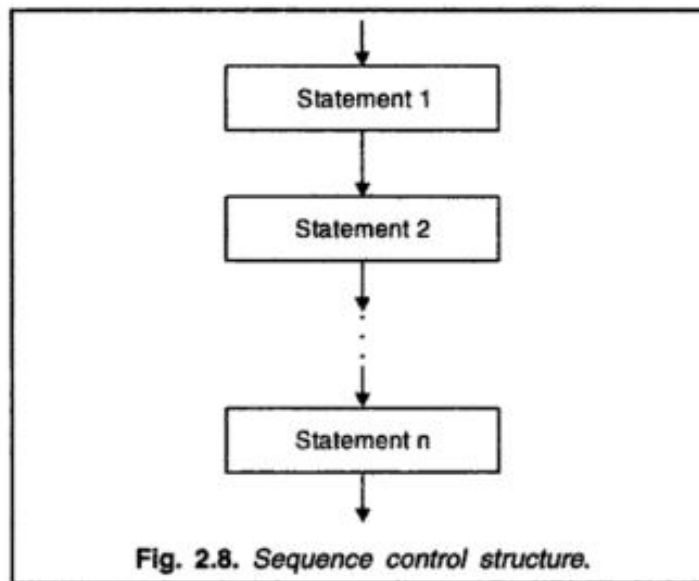 Statement 1
Statement 2
Statement n
Fig. 2.8. Sequence control structure.